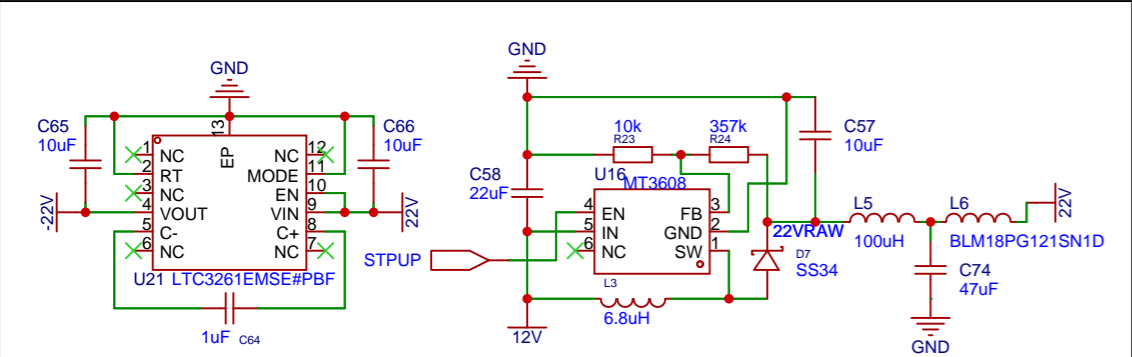 GND
C65
10uF
-22V
13
EP
1
NC
2
RT
3
NC
4
VOUT
5
C-
6
NC
12
NC
11
MODE
10
EN
9
VIN
8
C+
7
NC
U21
LTC3261EMSE#PBF
1uF
C64
C66
10uF
22V
GND
10k
R23
357k
R24
C57
10uF
C58
22uF
U16
MT3608
4
EN
5
IN
6
NC
3
FB
2
GND
1
SW
STPUP
L3
6.8uH
12V
22VRAW
D7
SS34
L5
100uH
L6
BLM18PG121SN1D
22V
C74
47uF
GND